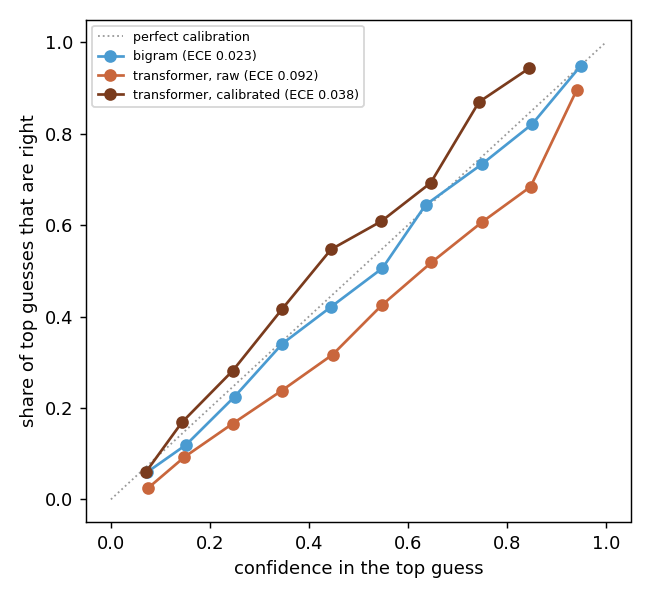 perfect calibration
bigram (ECE 0.023)
transformer, raw (ECE 0.092)
transformer, calibrated (ECE 0.038)
1.0
0.8
0.6
0.4
0.2
0.0
share of top guesses that are right
0.0 0.2 0.4 0.6 0.8 1.0
confidence in the top guess